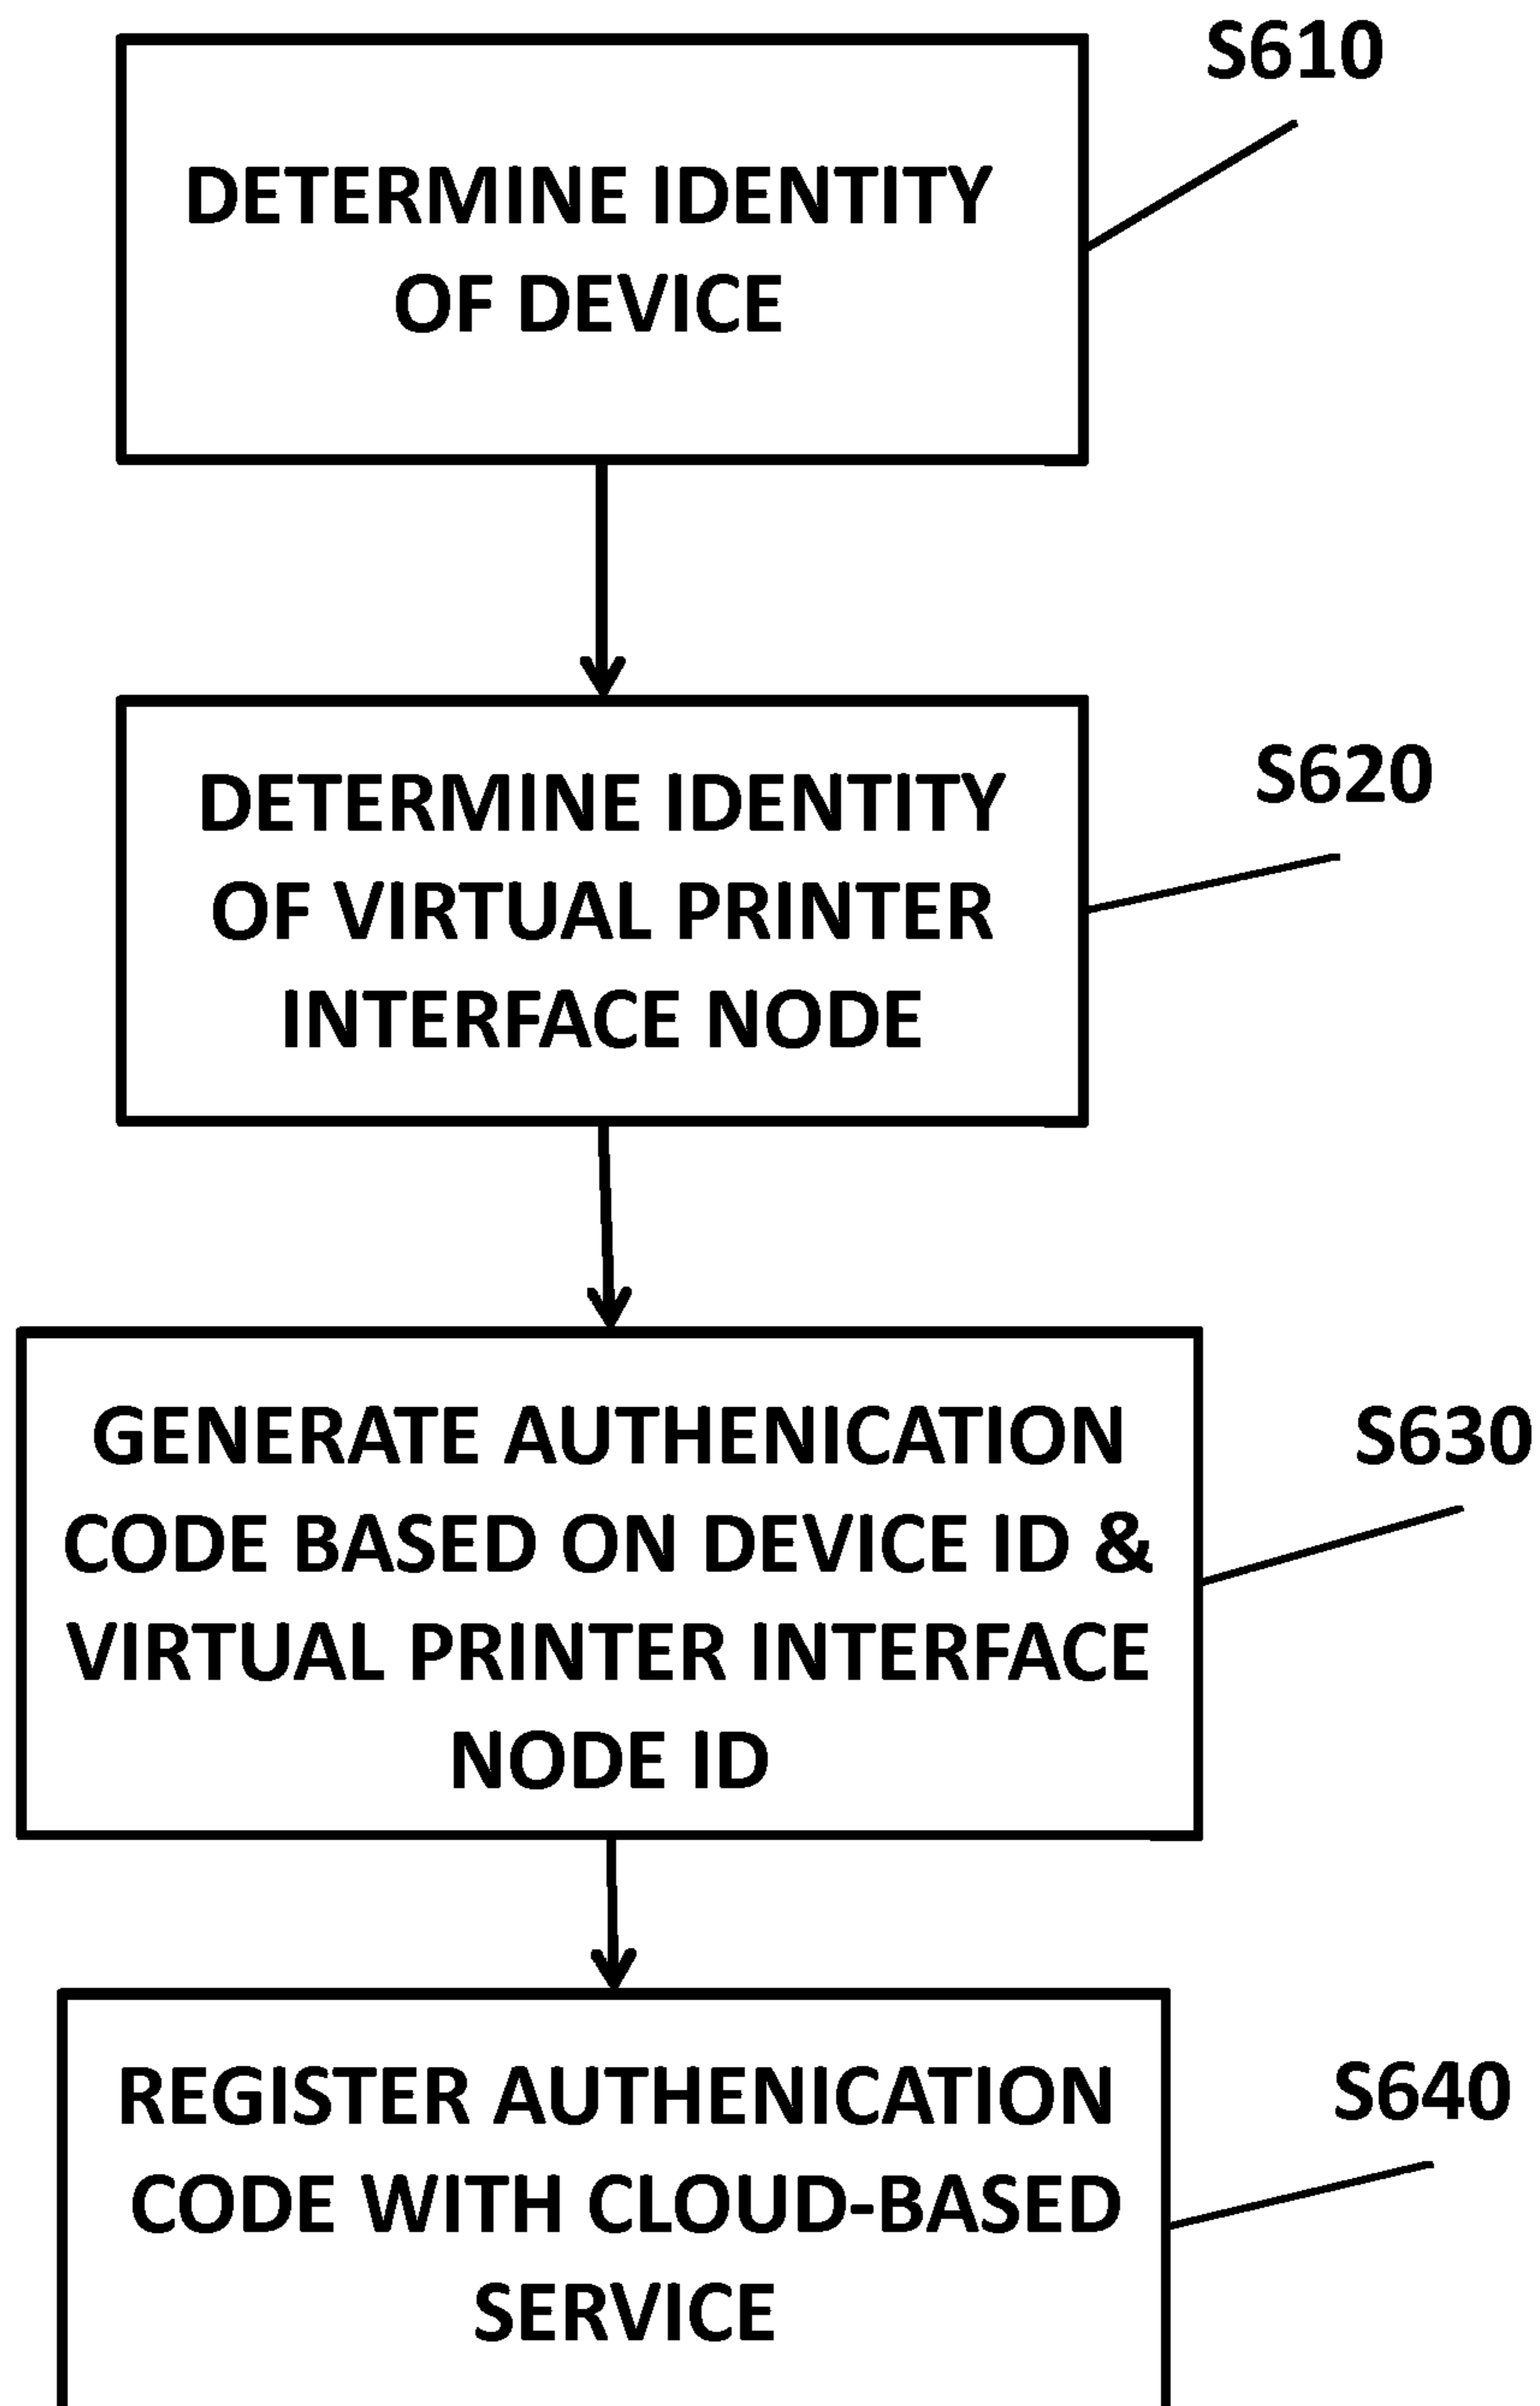 S610
DETERMINE IDENTITY
OF DEVICE
S620
DETERMINE IDENTITY
OF VIRTUAL PRINTER
INTERFACE NODE
S630
GENERATE AUTHENICATION
CODE BASED ON DEVICE ID &
VIRTUAL PRINTER INTERFACE
NODE ID
S640
REGISTER AUTHENICATION
CODE WITH CLOUD-BASED
SERVICE